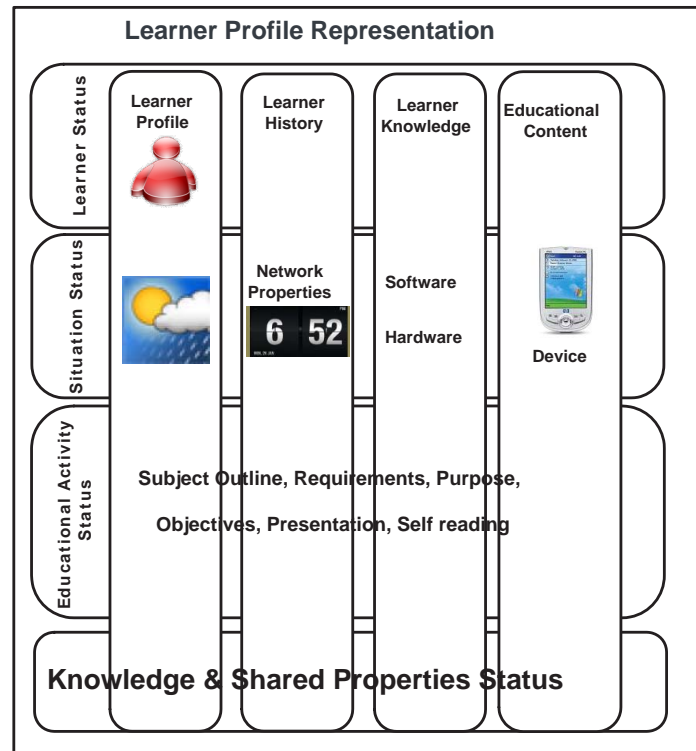 Learner Profile Representation
Learner Status
Learner
Profile
Learner
History
Learner
Knowledge
Educational
Content
Situation Status
Network
Properties
6 52
Software
Hardware
Device
Educational Activity
Status
Subject Outline, Requirements, Purpose,
Objectives, Presentation, Self reading
Knowledge & Shared Properties Status